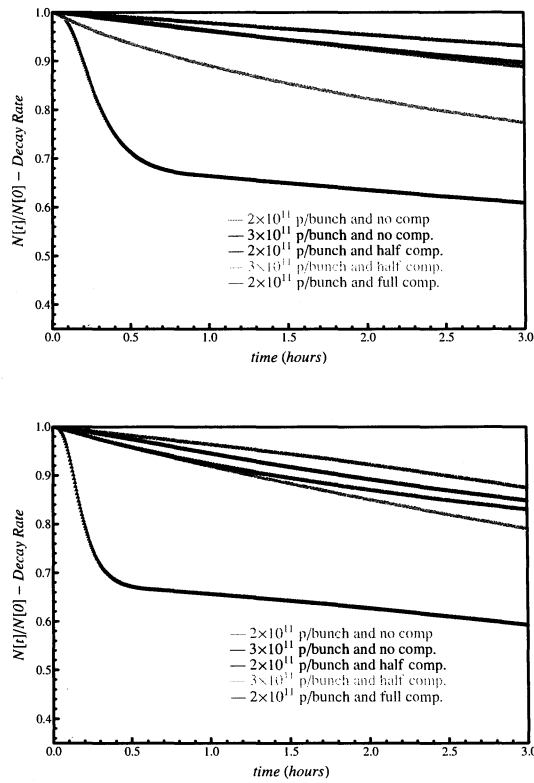 1.0
0.9
0.8
0.7
0.6
0.5
0.4
N[t]/N[0] – Decay Rate
2×10¹¹ p/bunch and no comp
3×10¹¹ p/bunch and no comp.
2×10¹¹ p/bunch and half comp.
3×10¹¹ p/bunch and half comp.
2×10¹¹ p/bunch and full comp.
0.0 0.5 1.0 1.5 2.0 2.5 3.0
time (hours)
1.0
0.9
0.8
0.7
0.6
0.5
0.4
N[t]/N[0] – Decay Rate
2×10¹¹ p/bunch and no comp
3×10¹¹ p/bunch and no comp.
2×10¹¹ p/bunch and half comp.
3×10¹¹ p/bunch and half comp.
2×10¹¹ p/bunch and full comp.
0.0 0.5 1.0 1.5 2.0 2.5 3.0
time (hours)